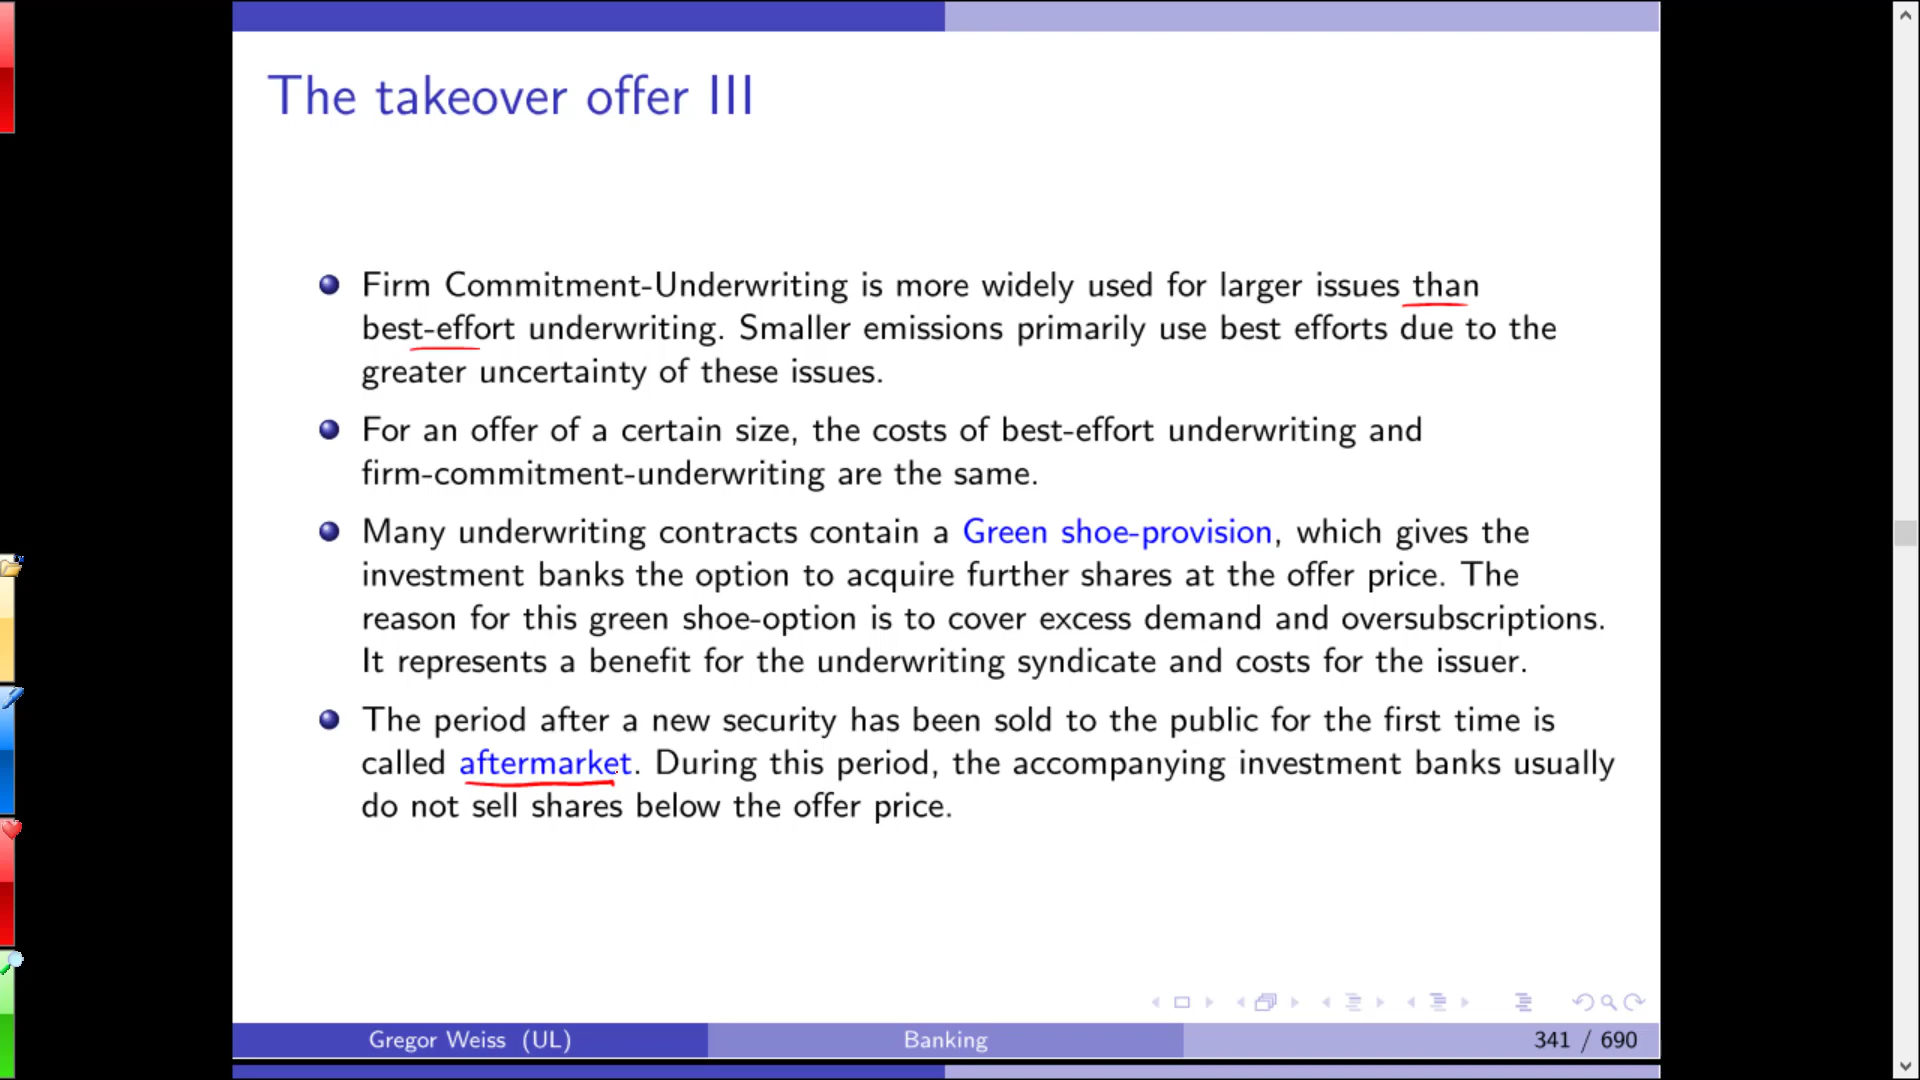 The takeover offer III
Firm Commitment-Underwriting is more widely used for larger issues than
best-effort underwriting. Smaller emissions primarily use best efforts due to the
greater uncertainty of these issues.
For an offer of a certain size, the costs of best-effort underwriting and
firm-commitment-underwriting are the same.
Many underwriting contracts contain a Green shoe-provision, which gives the
investment banks the option to acquire further shares at the offer price. The
reason for this green shoe-option is to cover excess demand and oversubscriptions.
It represents a benefit for the underwriting syndicate and costs for the issuer.
The period after a new security has been sold to the public for the first time is
called aftermarket. During this period, the accompanying investment banks usually
do not sell shares below the offer price.
Gregor Weiss (UL) Banking 341 / 690